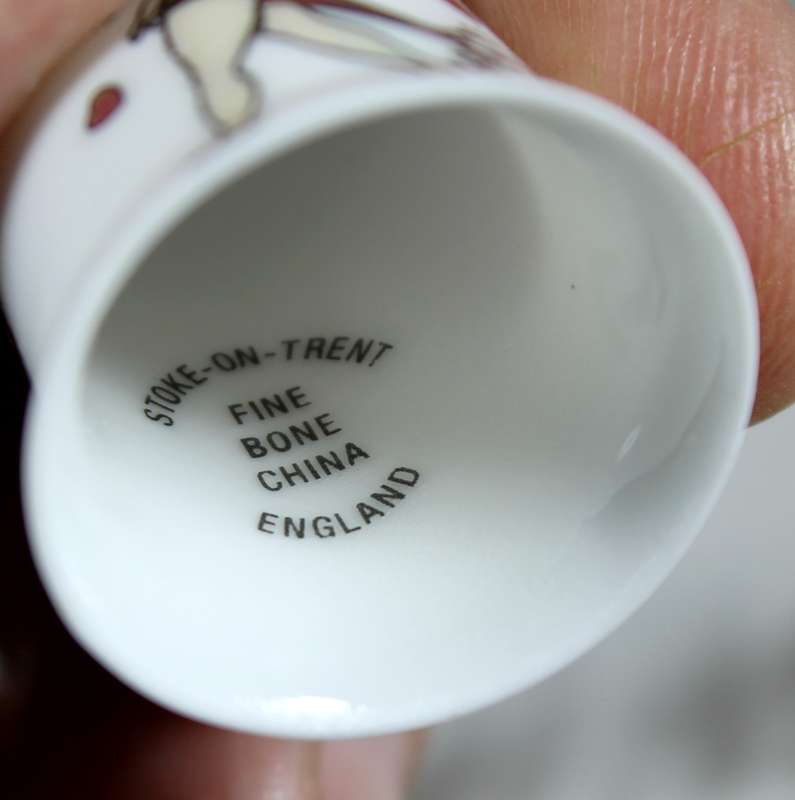 STOKE-ON-TRENT
FINE
BONE
CHINA
ENGLAND